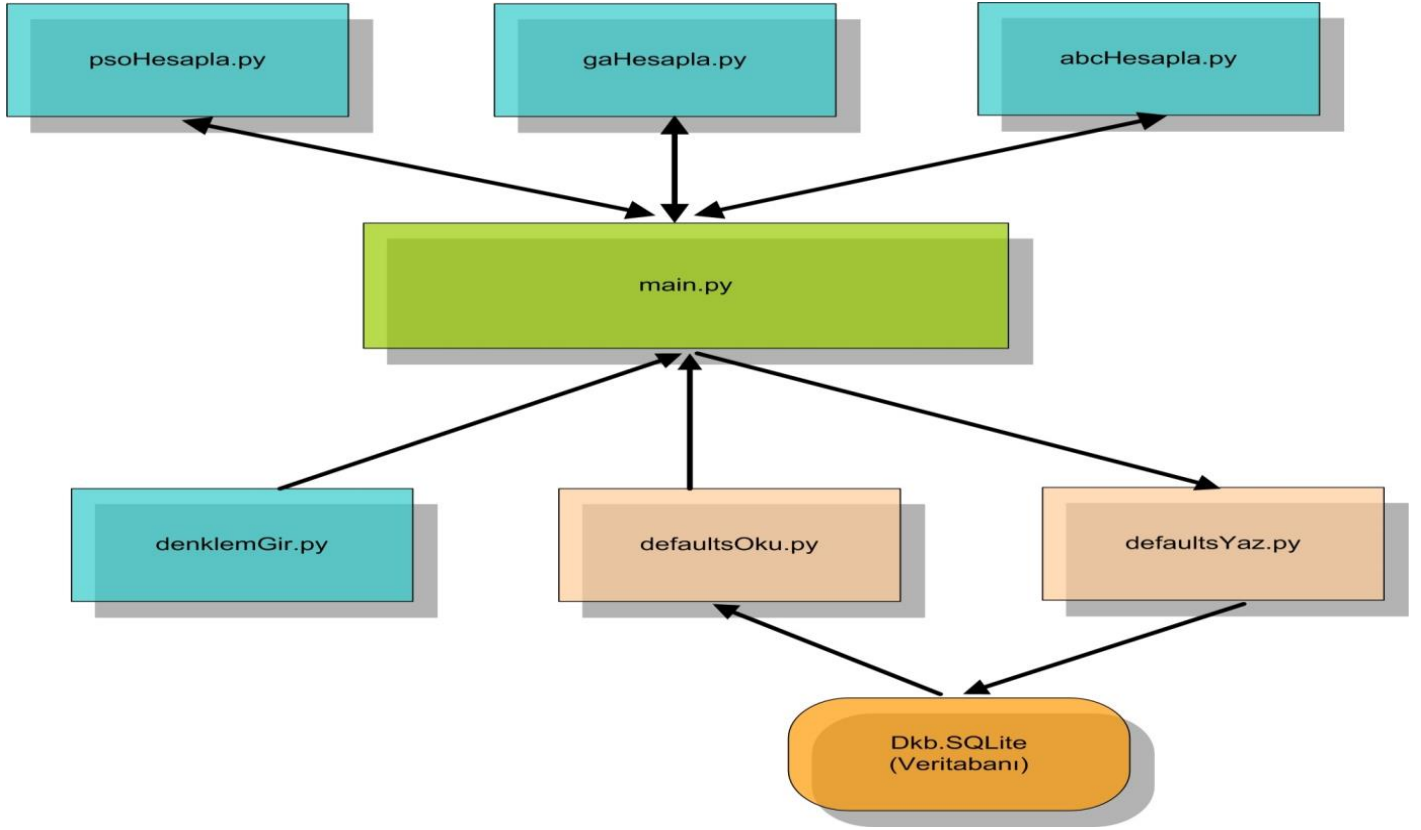 psoHesapla.py
gaHesapla.py
abcHesapla.py
main.py
denklemGir.py
defaultsOku.py
defaultsYaz.py
Dkb.SQLite
(Veritabanı)